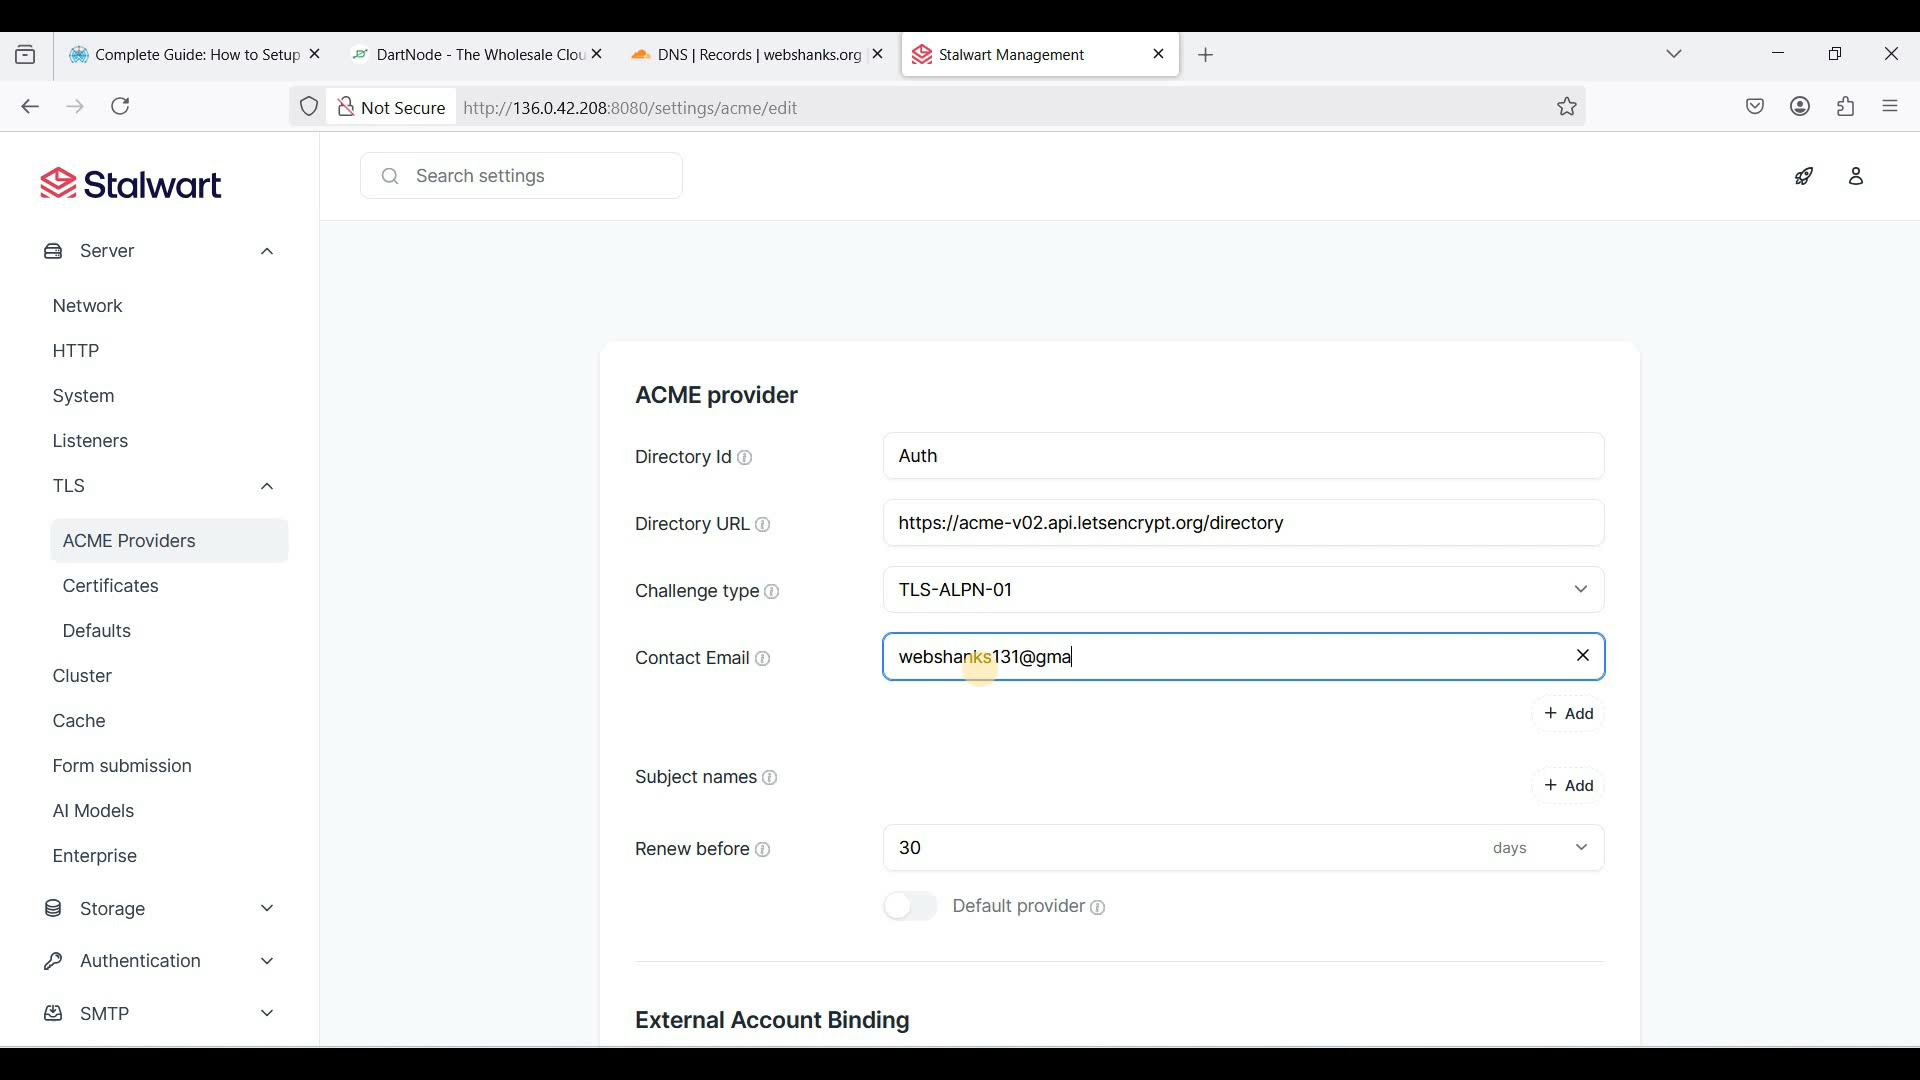 Complete Guide: How to Setup
DartNode - The Wholesale Clou
DNS | Records | webshanks.org
Stalwart Management
Not Secure
http://136.0.42.208:8080/settings/acme/edit
Stalwart
Search settings
Server
Network
HTTP
System
Listeners
TLS
ACME Providers
Certificates
Defaults
Cluster
Cache
Form submission
AI Models
Enterprise
Storage
Authentication
SMTP
ACME provider
Directory Id
Auth
Directory URL
https://acme-v02.api.letsencrypt.org/directory
Challenge type
TLS-ALPN-01
Contact Email
webshanks131@gma
+ Add
Subject names
+ Add
Renew before
30 days
Default provider
External Account Binding